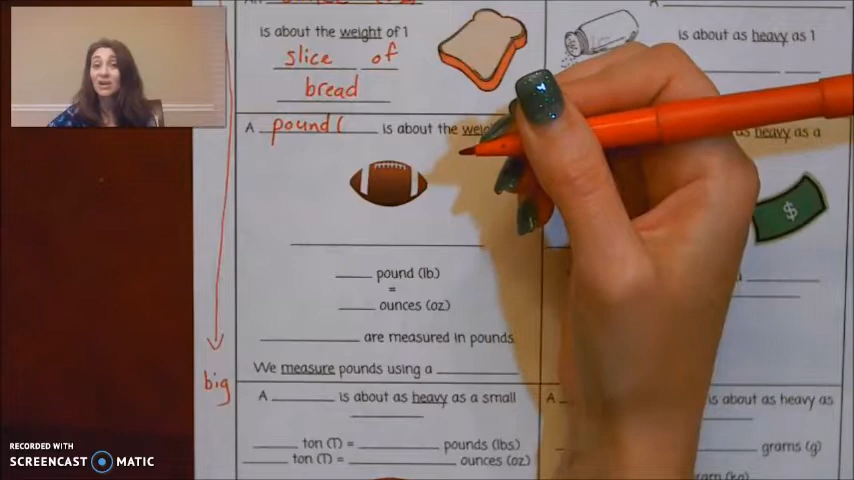 is about the weight of 1
slice of
bread
A pound ( is about the
pound (lb)
=
ounces (oz)
are measured in pounds.
We measure pounds using a
big
A is about as heavy as a small
ton (T) = pounds (lbs)
ton (T) = ounces (oz)
A
is about as heavy as 1
as heavy as a
$
a
A is about as heavy as
grams (g)
RECORDED WITH
SCREENCAST MATIC